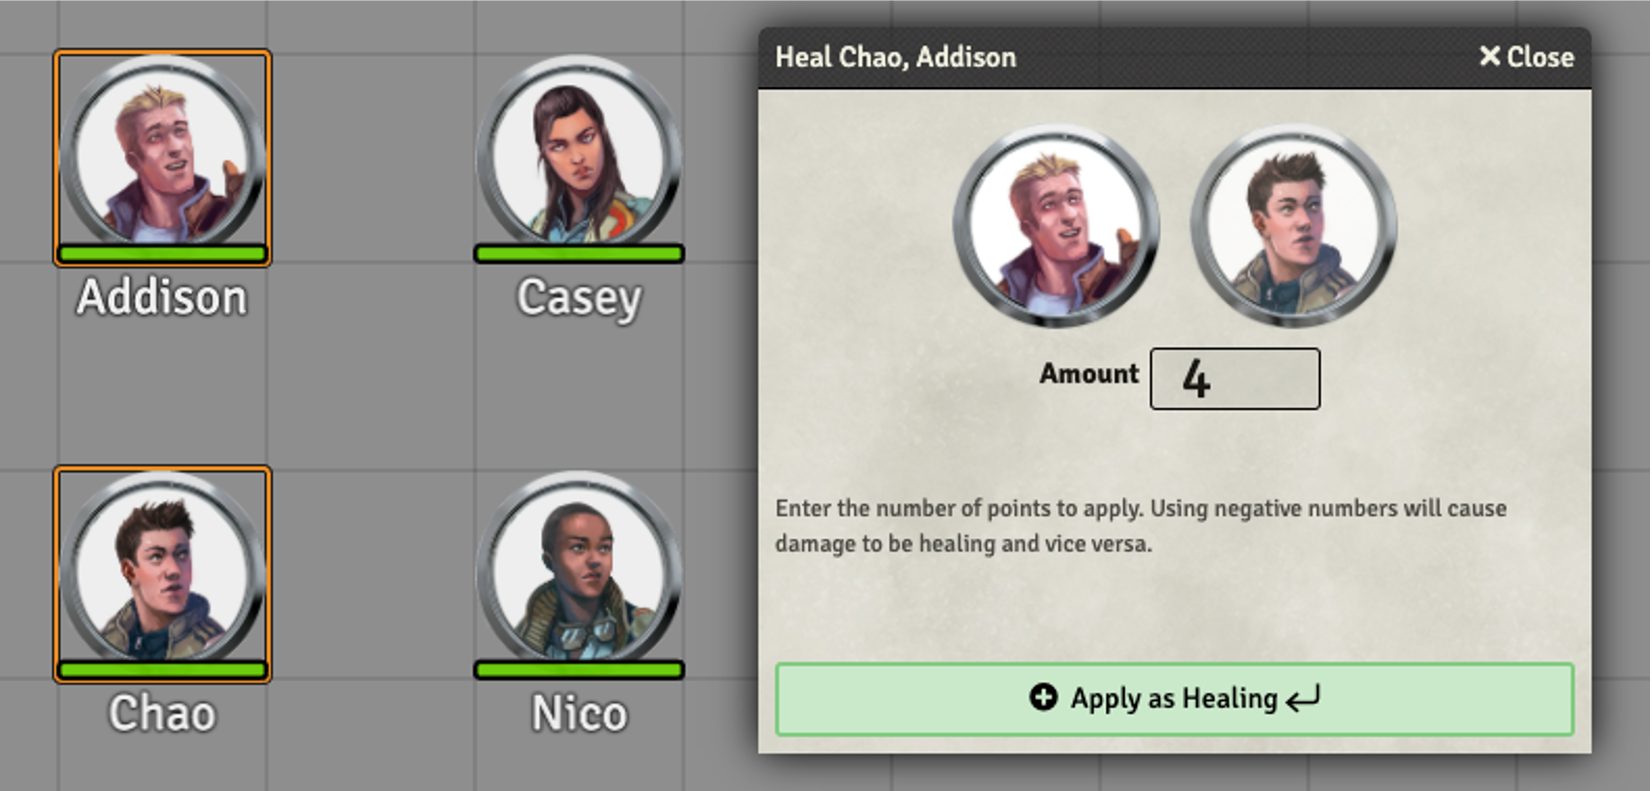 Addison
Casey
Chao
Nico
Heal Chao, Addison
Close
Amount 4
Enter the number of points to apply. Using negative numbers will cause
damage to be healing and vice versa.
Apply as Healing